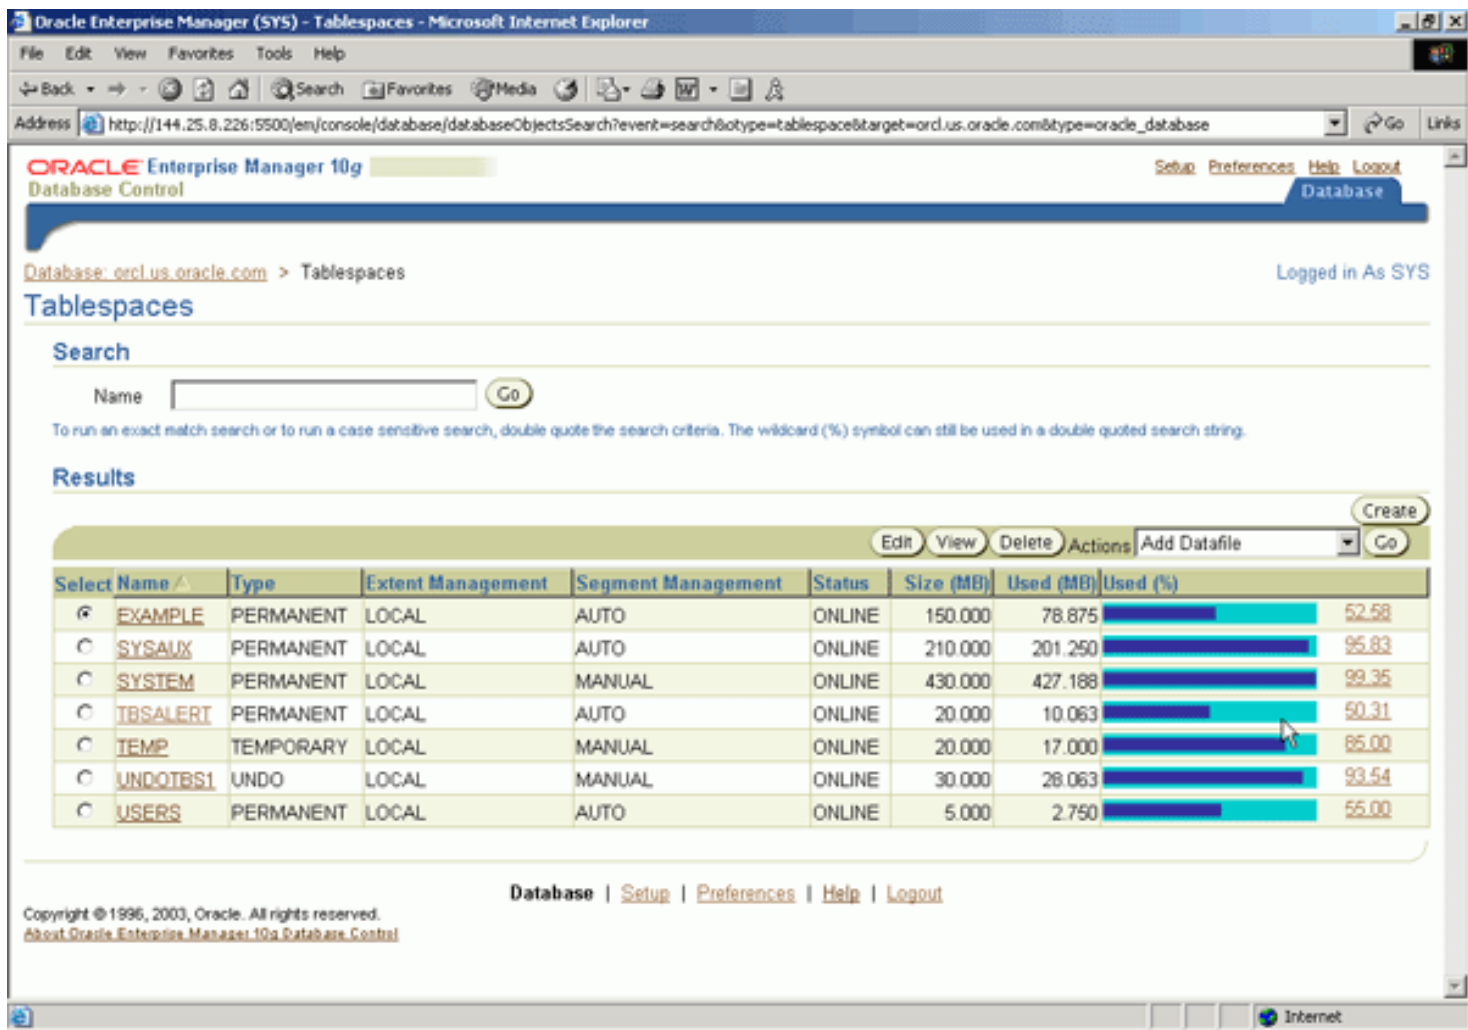 Oracle Enterprise Manager (SYS) - Tablespaces - Microsoft Internet Explorer
File Edit View Favorites Tools Help
Back Search Favorites Media
Address http://144.25.8.226:5500/em/console/database/databaseObjectsSearch?event=search&otype=tablespace&target=orcl.us.oracle.com&type=oracle_database Go Links
ORACLE Enterprise Manager 10g
Setup Preferences Help Logout
Database Control
Database
Database: orcl.us.oracle.com > Tablespaces
Logged in As SYS
Tablespaces
Search
Name Go
To run an exact match search or to run a case sensitive search, double quote the search criteria. The wildcard (%) symbol can still be used in a double quoted search string.
Results
Create
Edit View Delete Actions Add Datafile Go
Select Name Type Extent Management Segment Management Status Size (MB) Used (MB) Used (%)
EXAMPLE PERMANENT LOCAL AUTO ONLINE 150.000 78.875 52.58
SYSAUX PERMANENT LOCAL AUTO ONLINE 210.000 201.250 95.83
SYSTEM PERMANENT LOCAL MANUAL ONLINE 430.000 427.188 99.35
TBSALERT PERMANENT LOCAL AUTO ONLINE 20.000 10.063 50.31
TEMP TEMPORARY LOCAL MANUAL ONLINE 20.000 17.000 85.00
UNDOTBS1 UNDO LOCAL MANUAL ONLINE 30.000 28.063 93.54
USERS PERMANENT LOCAL AUTO ONLINE 5.000 2.750 55.00
Database | Setup | Preferences | Help | Logout
Copyright © 1996, 2003, Oracle. All rights reserved.
About Oracle Enterprise Manager 10g Database Control
Internet